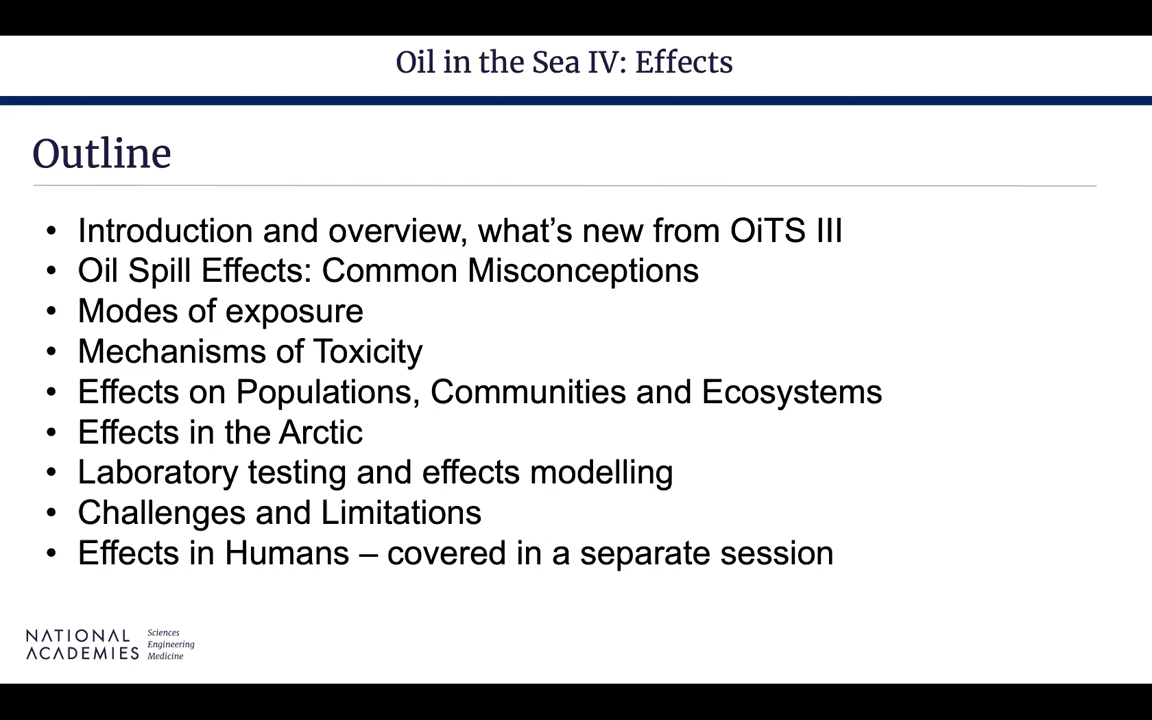 Oil in the Sea IV: Effects
Outline
• Introduction and overview, what’s new from OiTS III
• Oil Spill Effects: Common Misconceptions
• Modes of exposure
• Mechanisms of Toxicity
• Effects on Populations, Communities and Ecosystems
• Effects in the Arctic
• Laboratory testing and effects modelling
• Challenges and Limitations
• Effects in Humans – covered in a separate session
NATIONAL ACADEMIES
Sciences
Engineering
Medicine